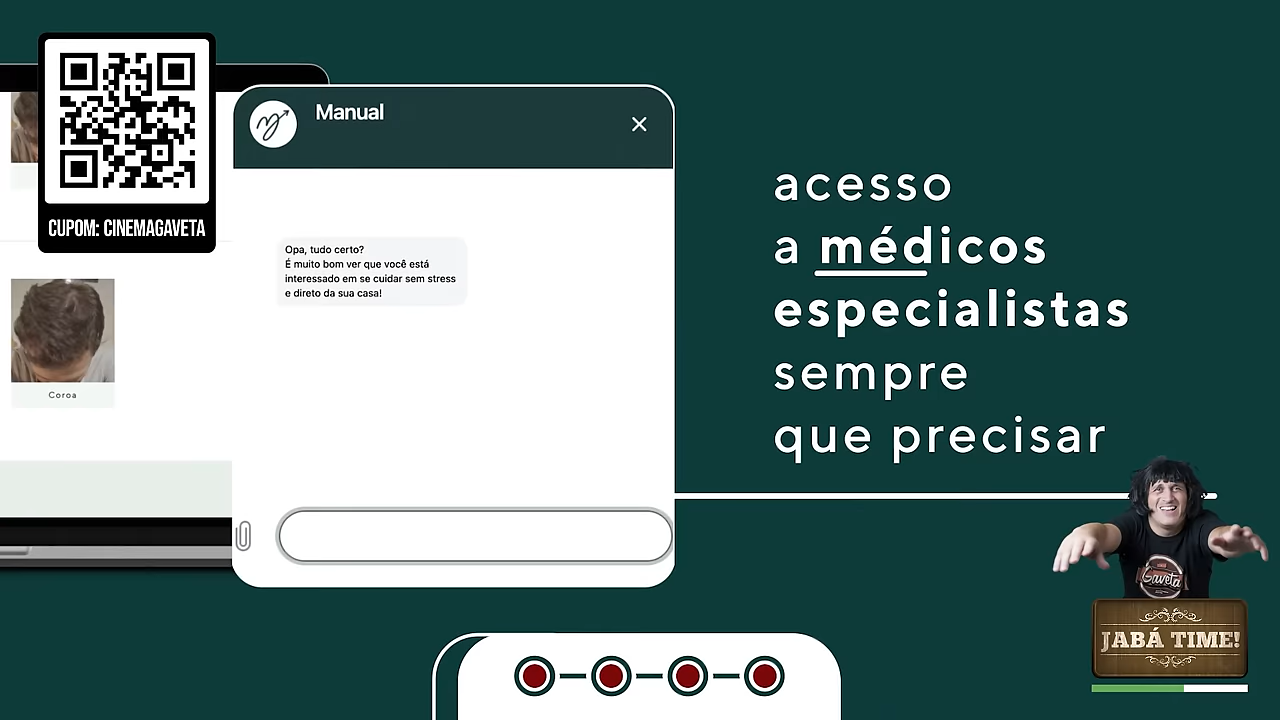 CUPOM: CINEMAGAVETA
Manual
Opa, tudo certo?
É muito bom ver que você está
interessado em se cuidar sem stress
e direto da sua casa!
Coroa
acesso
a médicos
especialistas
sempre
que precisar
Gaveta
JABÁ TIME!